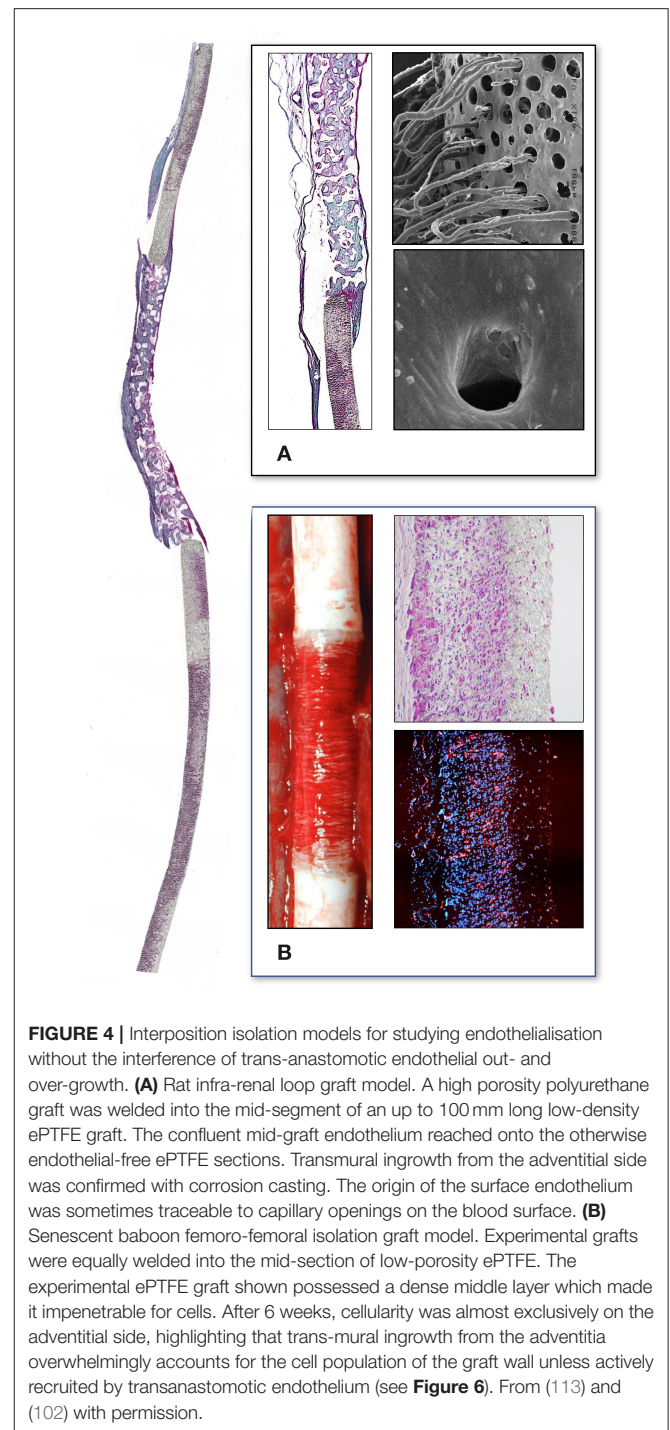 A
B
FIGURE 4 | Interposition isolation models for studying endothelialisation
without the interference of trans-anastomotic endothelial out- and
over-growth. (A) Rat infra-renal loop graft model. A high porosity polyurethane
graft was welded into the mid-segment of an up to 100 mm long low-density
ePTFE graft. The confluent mid-graft endothelium reached onto the otherwise
endothelial-free ePTFE sections. Transmural ingrowth from the adventitial side
was confirmed with corrosion casting. The origin of the surface endothelium
was sometimes traceable to capillary openings on the blood surface. (B)
Senescent baboon femoro-femoral isolation graft model. Experimental grafts
were equally welded into the mid-section of low-porosity ePTFE. The
experimental ePTFE graft shown possessed a dense middle layer which made
it impenetrable for cells. After 6 weeks, cellularity was almost exclusively on the
adventitial side, highlighting that trans-mural ingrowth from the adventitia
overwhelmingly accounts for the cell population of the graft wall unless actively
recruited by transanastomotic endothelium (see Figure 6). From (113) and
(102) with permission.